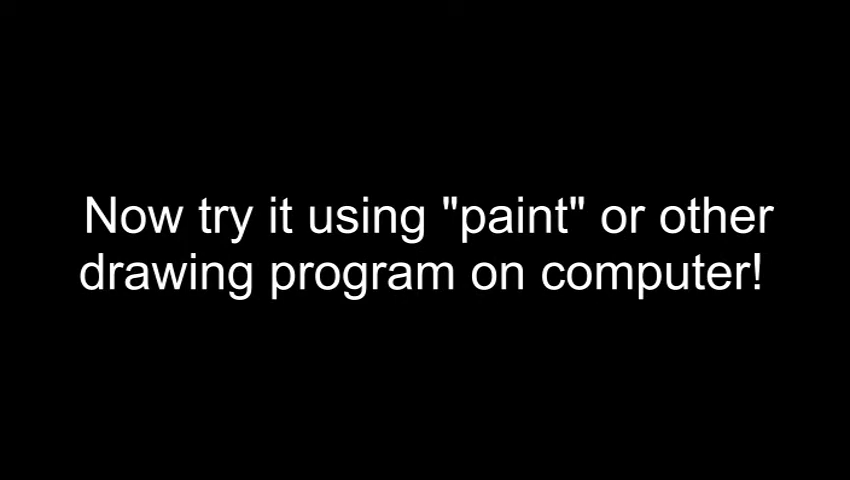 Now try it using "paint" or other
drawing program on computer!